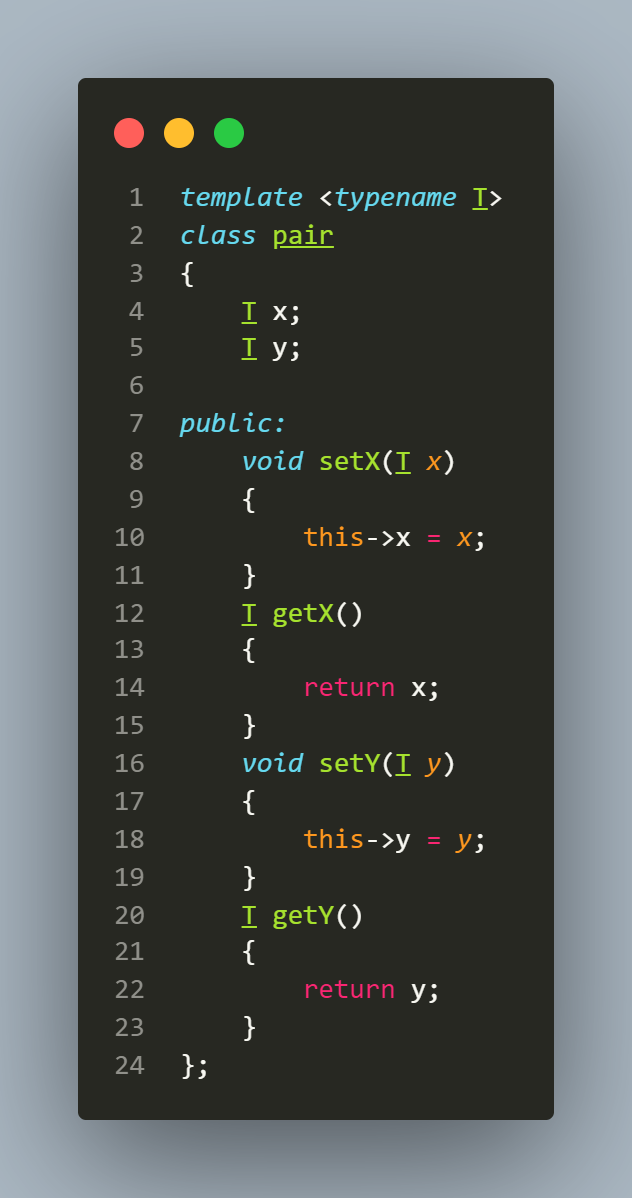 1 template <typename T>
2 class pair
3 {
4     T x;
5     T y;
6
7 public:
8     void setX(T x)
9     {
10         this->x = x;
11     }
12     T getX()
13     {
14         return x;
15     }
16     void setY(T y)
17     {
18         this->y = y;
19     }
20     T getY()
21     {
22         return y;
23     }
24 };